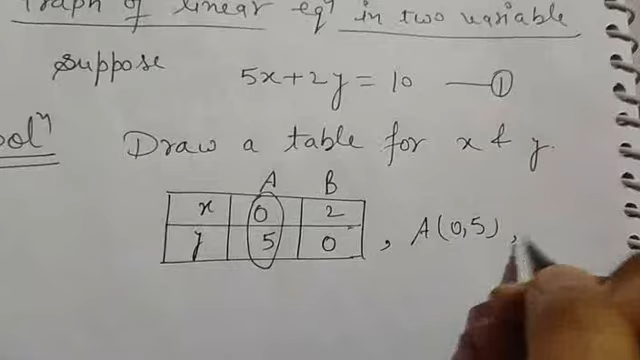 Graph of linear eqⁿ in two variable
Suppose 5x+2y=10 —①
Solⁿ Draw a table for x & y.
A B
x 0 2
y 5 0 , A(0,5),